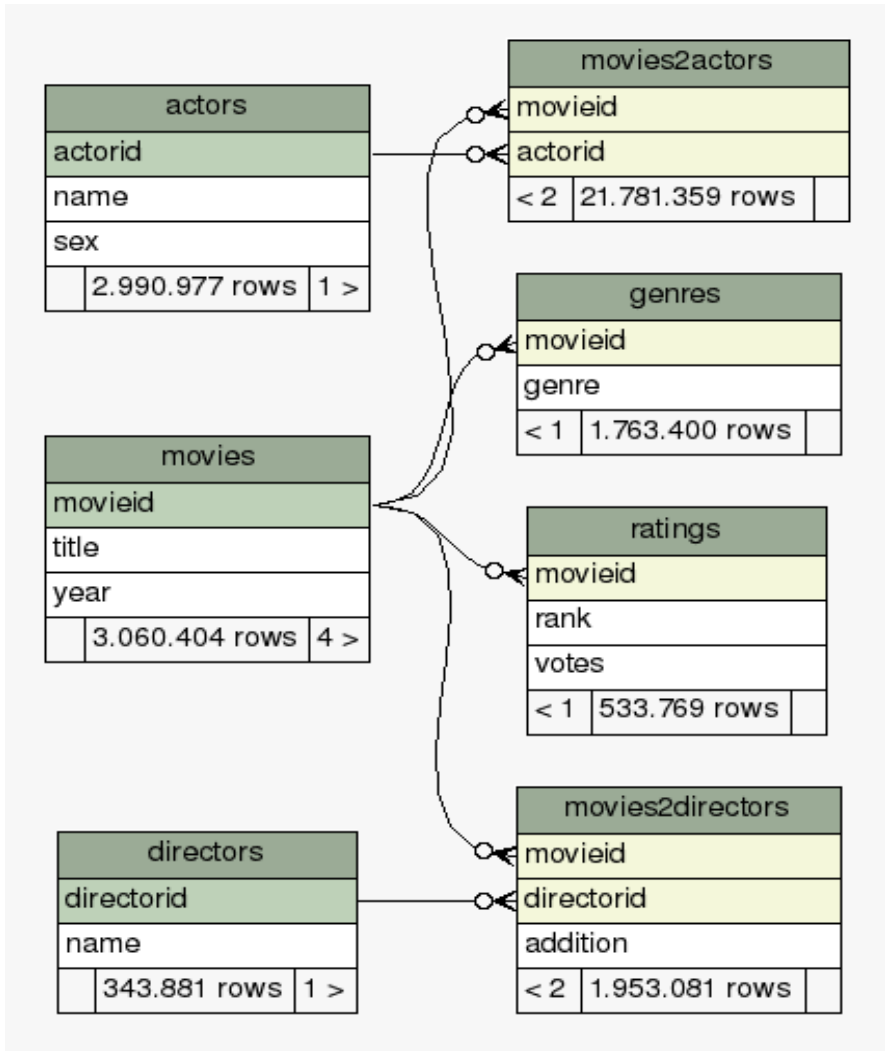 actors
actorid
name
sex
2.990.977 rows 1 >
movies
movieid
title
year
3.060.404 rows 4 >
directors
directorid
name
343.881 rows 1 >
movies2actors
movieid
actorid
< 2 21.781.359 rows
genres
movieid
genre
< 1 1.763.400 rows
ratings
movieid
rank
votes
< 1 533.769 rows
movies2directors
movieid
directorid
addition
< 2 1.953.081 rows